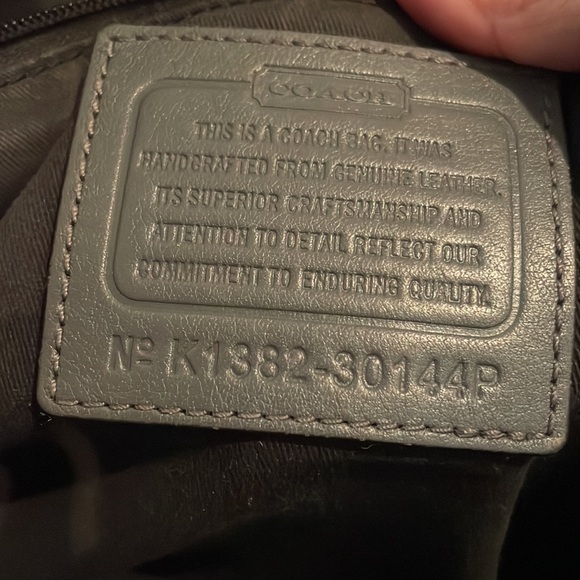 COACH
THIS IS A COACH BAG. IT WAS
HANDCRAFTED FROM GENUINE LEATHER.
ITS SUPERIOR CRAFTSMANSHIP AND
ATTENTION TO DETAIL REFLECT OUR
COMMITMENT TO ENDURING QUALITY.
Nº K1382-30144P